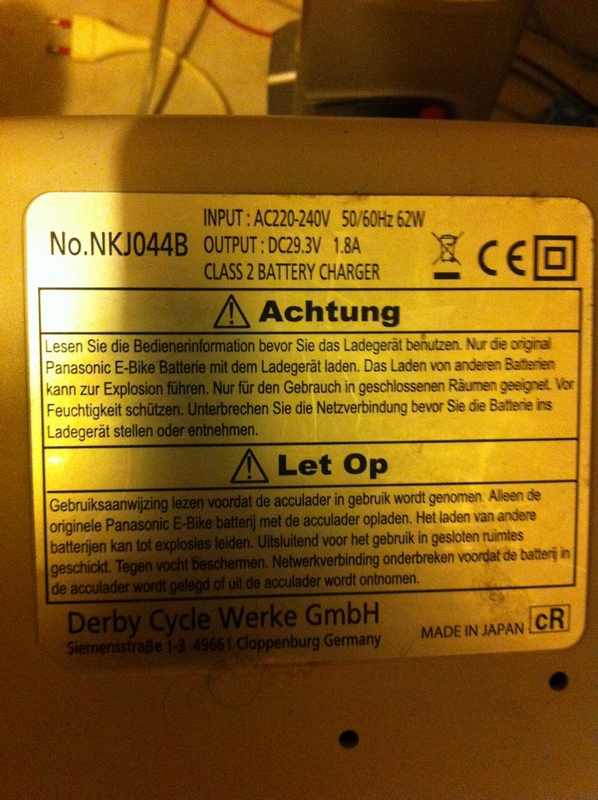 No.NKJ044B
INPUT : AC220-240V 50/60Hz 62W
OUTPUT : DC29.3V 1.8A
CLASS 2 BATTERY CHARGER
CE
Achtung
Lesen Sie die Bedienerinformation bevor Sie das Ladegerät benutzen. Nur die original
Panasonic E-Bike Batterie mit dem Ladegerät laden. Das Laden von anderen Batterien
kann zur Explosion führen. Nur für den Gebrauch in geschlossenen Räumen geeignet. Vor
Feuchtigkeit schützen. Unterbrechen Sie die Netzverbindung bevor Sie die Batterie ins
Ladegerät stellen oder entnehmen.
Let Op
Gebruiksaanwijzing lezen voordat de acculader in gebruik wordt genomen. Alleen de
originele Panasonic E-Bike batterij met de acculader opladen. Het laden van andere
batterijen kan tot explosies leiden. Uitsluitend voor het gebruik in gesloten ruimtes
geschickt. Tegen vocht beschermen. Netwerkverbinding onderbreken voordat de batterij in
de acculader wordt gelegd of uit de acculader wordt ontnomen.
Derby Cycle Werke GmbH
Siemensstraße 1-3 49661 Cloppenburg Germany
MADE IN JAPAN cR